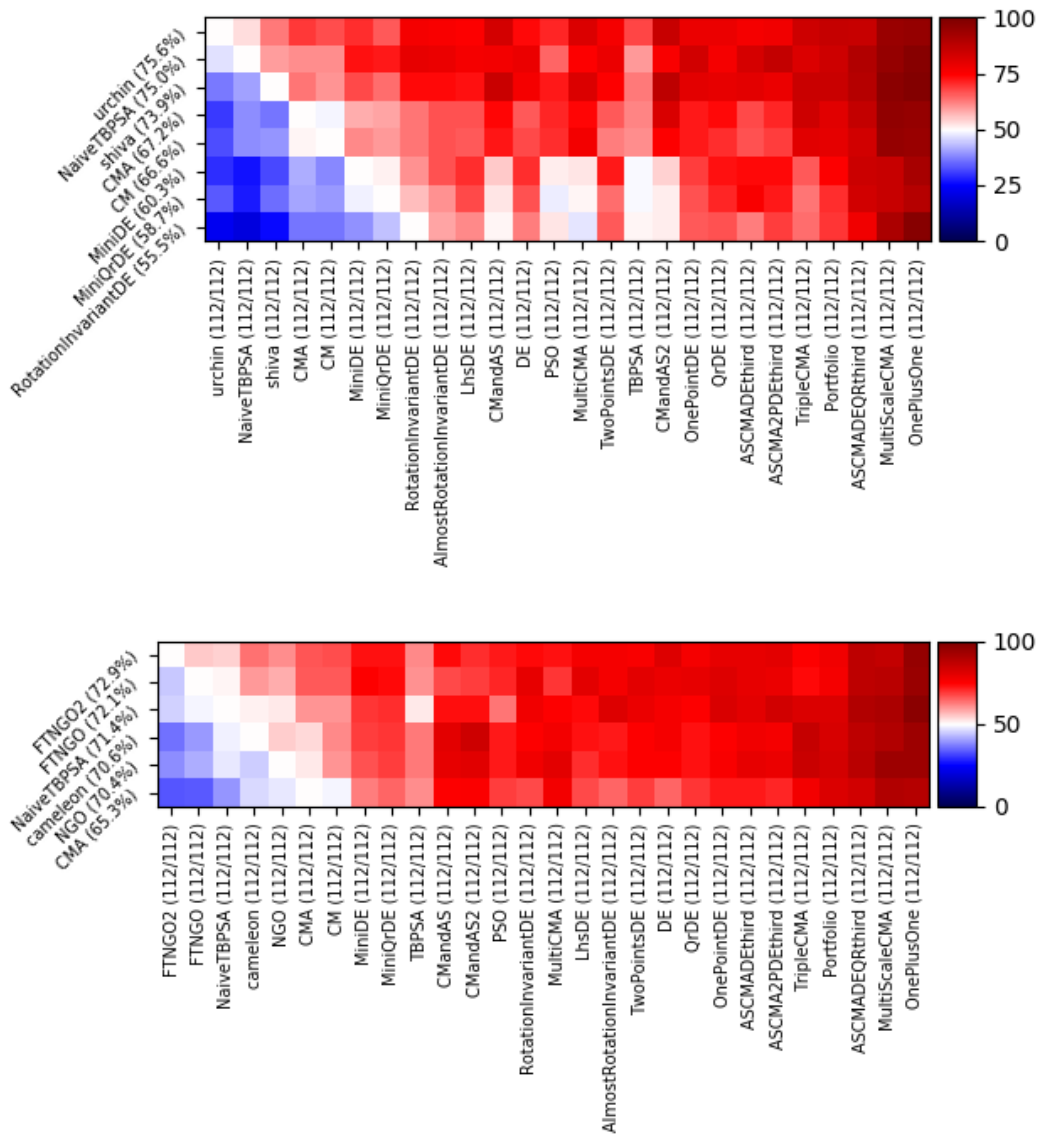 100
75
50
25
0
urchin (75.6%)
NaiveTBPSA (75.0%)
shiva (73.9%)
CMA (67.2%)
CM (66.6%)
MiniDE (60.3%)
MiniQrDE (58.7%)
RotationInvariantDE (55.5%)
urchin (112/112)
NaiveTBPSA (112/112)
shiva (112/112)
CMA (112/112)
CM (112/112)
MiniDE (112/112)
MiniQrDE (112/112)
RotationInvariantDE (112/112)
AlmostRotationInvariantDE (112/112)
LhsDE (112/112)
CMandAS (112/112)
DE (112/112)
PSO (112/112)
MultiCMA (112/112)
TwoPointsDE (112/112)
TBPSA (112/112)
CMandAS2 (112/112)
OnePointDE (112/112)
QrDE (112/112)
ASCMADEthird (112/112)
ASCMA2PDEthird (112/112)
TripleCMA (112/112)
Portfolio (112/112)
ASCMADEQRthird (112/112)
MultiScaleCMA (112/112)
OnePlusOne (112/112)
100
50
0
FTNGO2 (72.9%)
FTNGO (72.1%)
NaiveTBPSA (71.4%)
cameleon (70.6%)
NGO (70.4%)
CMA (65.3%)
FTNGO2 (112/112)
FTNGO (112/112)
NaiveTBPSA (112/112)
cameleon (112/112)
NGO (112/112)
CMA (112/112)
CM (112/112)
MiniDE (112/112)
MiniQrDE (112/112)
TBPSA (112/112)
CMandAS (112/112)
CMandAS2 (112/112)
PSO (112/112)
RotationInvariantDE (112/112)
MultiCMA (112/112)
LhsDE (112/112)
AlmostRotationInvariantDE (112/112)
TwoPointsDE (112/112)
DE (112/112)
QrDE (112/112)
OnePointDE (112/112)
ASCMADEthird (112/112)
ASCMA2PDEthird (112/112)
TripleCMA (112/112)
Portfolio (112/112)
ASCMADEQRthird (112/112)
MultiScaleCMA (112/112)
OnePlusOne (112/112)